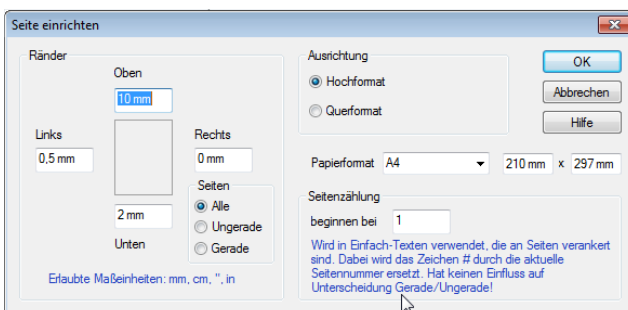 Seite einrichten
Ränder
Oben
10 mm
Links
0,5 mm
Rechts
0 mm
2 mm
Unten
Seiten
Alle
Ungerade
Gerade
Erlaubte Maßeinheiten: mm, cm, ", in
Ausrichtung
Hochformat
Querformat
OK
Abbrechen
Hilfe
Papierformat A4 210 mm x 297 mm
Seitenzählung
beginnen bei 1
Wird in Einfach-Texten verwendet, die an Seiten verankert
sind. Dabei wird das Zeichen # durch die aktuelle
Seitennummer ersetzt. Hat keinen Einfluss auf
Unterscheidung Gerade/Ungerade!